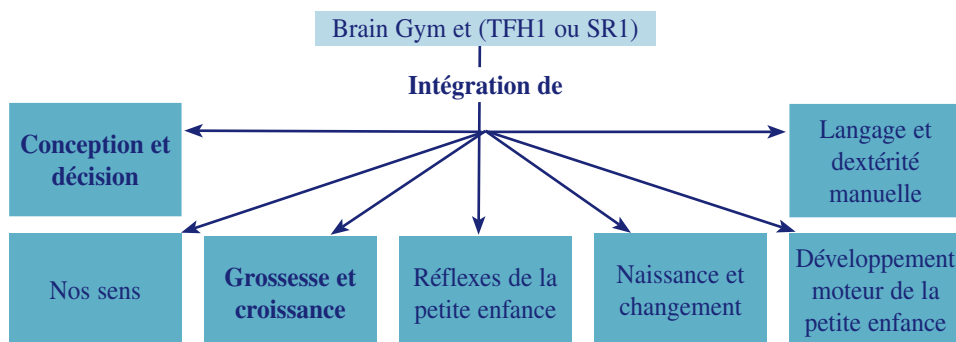 Brain Gym et (TFH1 ou SR1)
Intégration de
Conception et
décision
Langage et
dextérité
manuelle
Nos sens
Grossesse et
croissance
Réflexes de la
petite enfance
Naissance et
changement
Développement
moteur de la
petite enfance